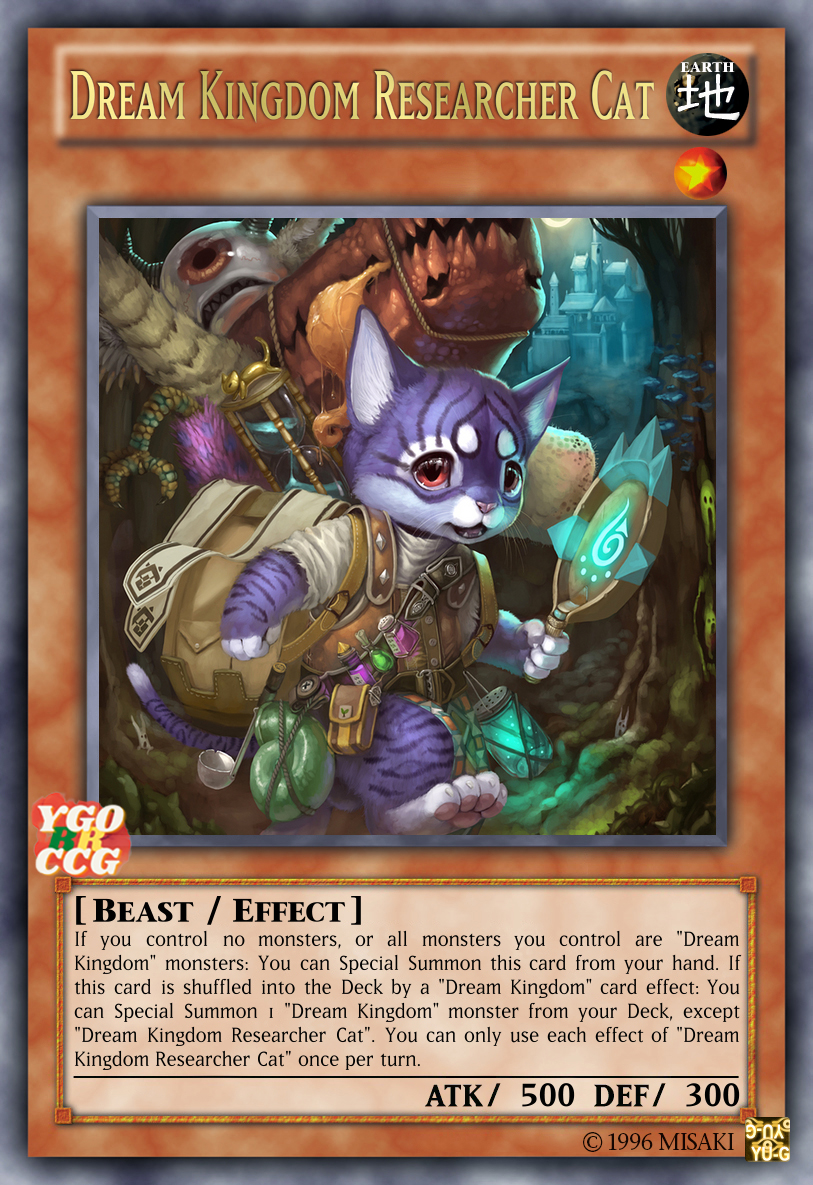 DREAM KINGDOM RESEARCHER CAT
EARTH
地
YGO
BR
CCG
[ BEAST / EFFECT ]
If you control no monsters, or all monsters you control are "Dream
Kingdom" monsters: You can Special Summon this card from your hand. If
this card is shuffled into the Deck by a "Dream Kingdom" card effect: You
can Special Summon 1 "Dream Kingdom" monster from your Deck, except
"Dream Kingdom Researcher Cat". You can only use each effect of "Dream
Kingdom Researcher Cat" once per turn.
ATK/ 500 DEF/ 300
© 1996 MISAKI